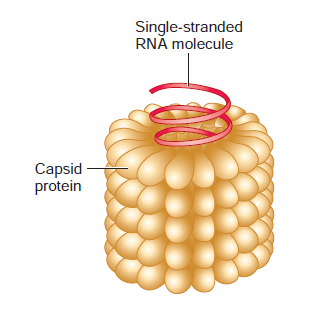 Single-stranded
RNA molecule
Capsid
protein